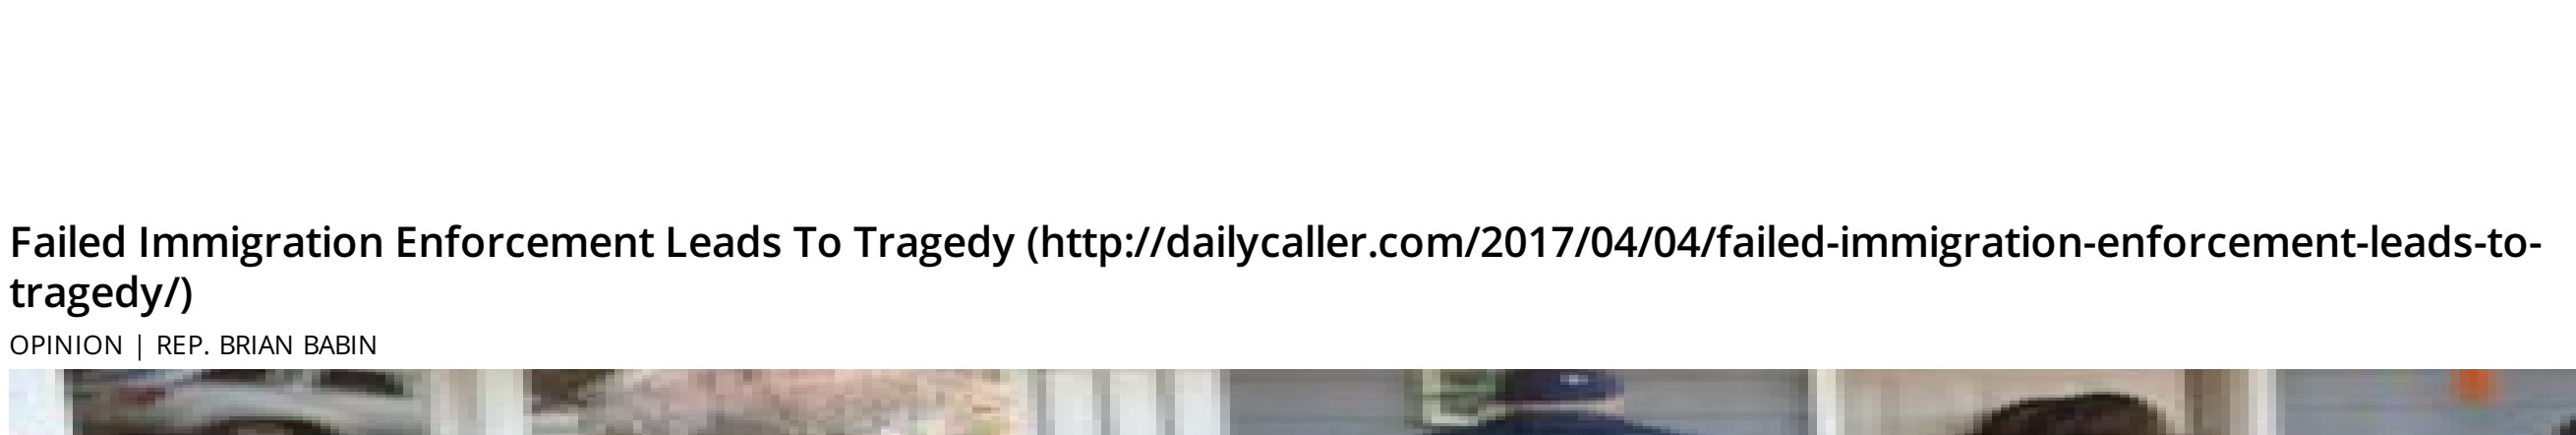 Failed Immigration Enforcement Leads To Tragedy (http://dailycaller.com/2017/04/04/failed-immigration-enforcement-leads-to-
tragedy/)
OPINION | REP. BRIAN BABIN